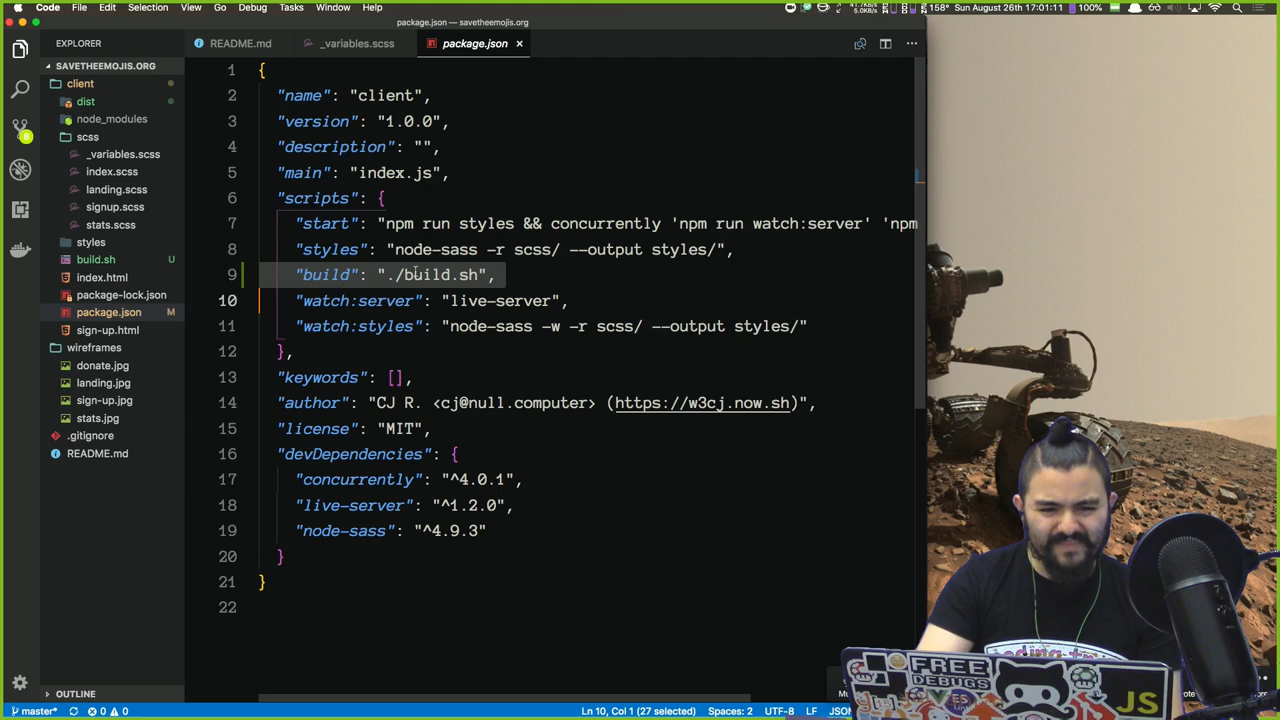 Code File Edit Selection View Go Debug Tasks Window Help
5.0KB/s 158° Sun August 26th 17:01:11 100%
package.json — savetheemojis.org
EXPLORER
README.md
_variables.scss
package.json ×
SAVETHEEMOJIS.ORG
client
dist
node_modules
scss
_variables.scss
index.scss
landing.scss
signup.scss
stats.scss
styles
build.sh U
index.html
package-lock.json
package.json M
sign-up.html
wireframes
donate.jpg
landing.jpg
sign-up.jpg
stats.jpg
.gitignore
README.md
8
1 {
2 "name": "client",
3 "version": "1.0.0",
4 "description": "",
5 "main": "index.js",
6 "scripts": {
7 "start": "npm run styles && concurrently 'npm run watch:server' 'npm
8 "styles": "node-sass -r scss/ --output styles/",
9 "build": "./build.sh",
10 "watch:server": "live-server",
11 "watch:styles": "node-sass -w -r scss/ --output styles/"
12 },
13 "keywords": [],
14 "author": "CJ R. <cj@null.computer> (https://w3cj.now.sh)",
15 "license": "MIT",
16 "devDependencies": {
17 "concurrently": "^4.0.1",
18 "live-server": "^1.2.0",
19 "node-sass": "^4.9.3"
20 }
21 }
22
OUTLINE
master* 0 0
Ln 10, Col 1 (27 selected) Spaces: 2 UTF-8 LF JSON
FREE
DEBUGS
JS